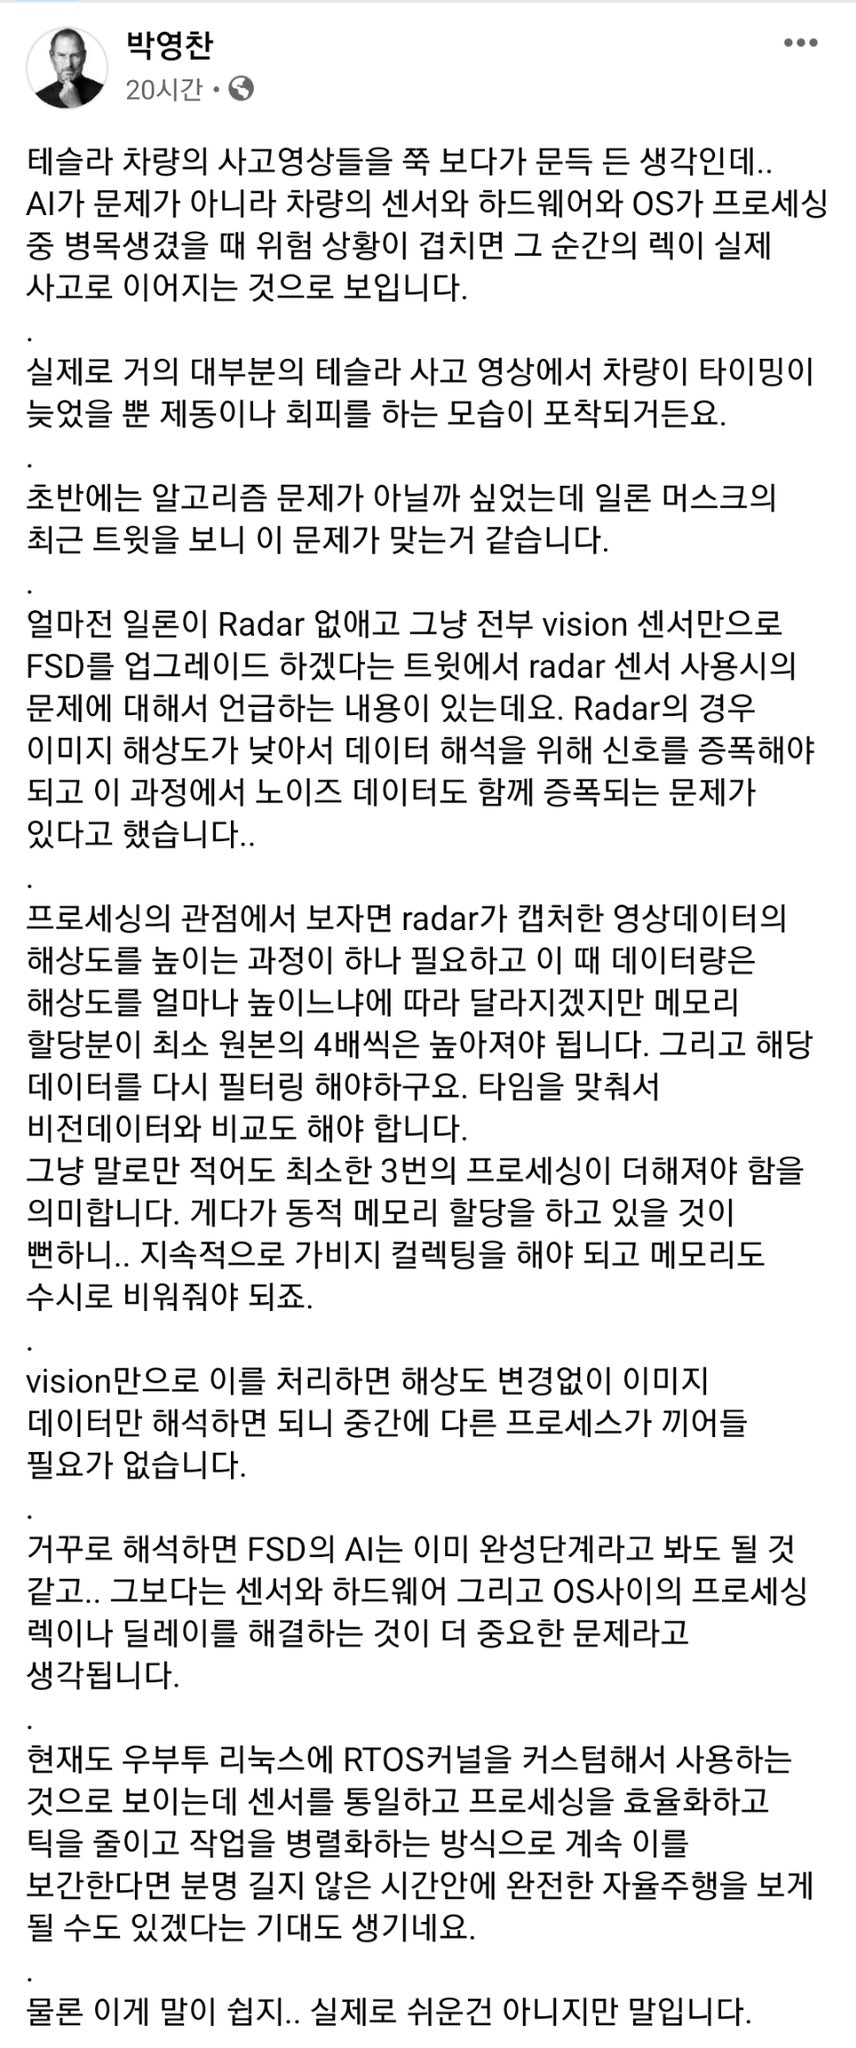 박영찬
20시간 •
테슬라 차량의 사고영상들을 쭉 보다가 문득 든 생각인데..
AI가 문제가 아니라 차량의 센서와 하드웨어와 OS가 프로세싱
중 병목생겼을 때 위험 상황이 겹치면 그 순간의 렉이 실제
사고로 이어지는 것으로 보입니다.
.
실제로 거의 대부분의 테슬라 사고 영상에서 차량이 타이밍이
늦었을 뿐 제동이나 회피를 하는 모습이 포착되거든요.
.
초반에는 알고리즘 문제가 아닐까 싶었는데 일론 머스크의
최근 트윗을 보니 이 문제가 맞는거 같습니다.
.
얼마전 일론이 Radar 없애고 그냥 전부 vision 센서만으로
FSD를 업그레이드 하겠다는 트윗에서 radar 센서 사용시의
문제에 대해서 언급하는 내용이 있는데요. Radar의 경우
이미지 해상도가 낮아서 데이터 해석을 위해 신호를 증폭해야
되고 이 과정에서 노이즈 데이터도 함께 증폭되는 문제가
있다고 했습니다..
.
프로세싱의 관점에서 보자면 radar가 캡처한 영상데이터의
해상도를 높이는 과정이 하나 필요하고 이 때 데이터량은
해상도를 얼마나 높이느냐에 따라 달라지겠지만 메모리
할당분이 최소 원본의 4배씩은 높아져야 됩니다. 그리고 해당
데이터를 다시 필터링 해야하구요. 타임을 맞춰서
비전데이터와 비교도 해야 합니다.
그냥 말로만 적어도 최소한 3번의 프로세싱이 더해져야 함을
의미합니다. 게다가 동적 메모리 할당을 하고 있을 것이
뻔하니.. 지속적으로 가비지 컬렉팅을 해야 되고 메모리도
수시로 비워줘야 되죠.
.
vision만으로 이를 처리하면 해상도 변경없이 이미지
데이터만 해석하면 되니 중간에 다른 프로세스가 끼어들
필요가 없습니다.
.
거꾸로 해석하면 FSD의 AI는 이미 완성단계라고 봐도 될 것
같고.. 그보다는 센서와 하드웨어 그리고 OS사이의 프로세싱
렉이나 딜레이를 해결하는 것이 더 중요한 문제라고
생각됩니다.
.
현재도 우부투 리눅스에 RTOS커널을 커스텀해서 사용하는
것으로 보이는데 센서를 통일하고 프로세싱을 효율화하고
틱을 줄이고 작업을 병렬화하는 방식으로 계속 이를
보간한다면 분명 길지 않은 시간안에 완전한 자율주행을 보게
될 수도 있겠다는 기대도 생기네요.
.
물론 이게 말이 쉽지.. 실제로 쉬운건 아니지만 말입니다.